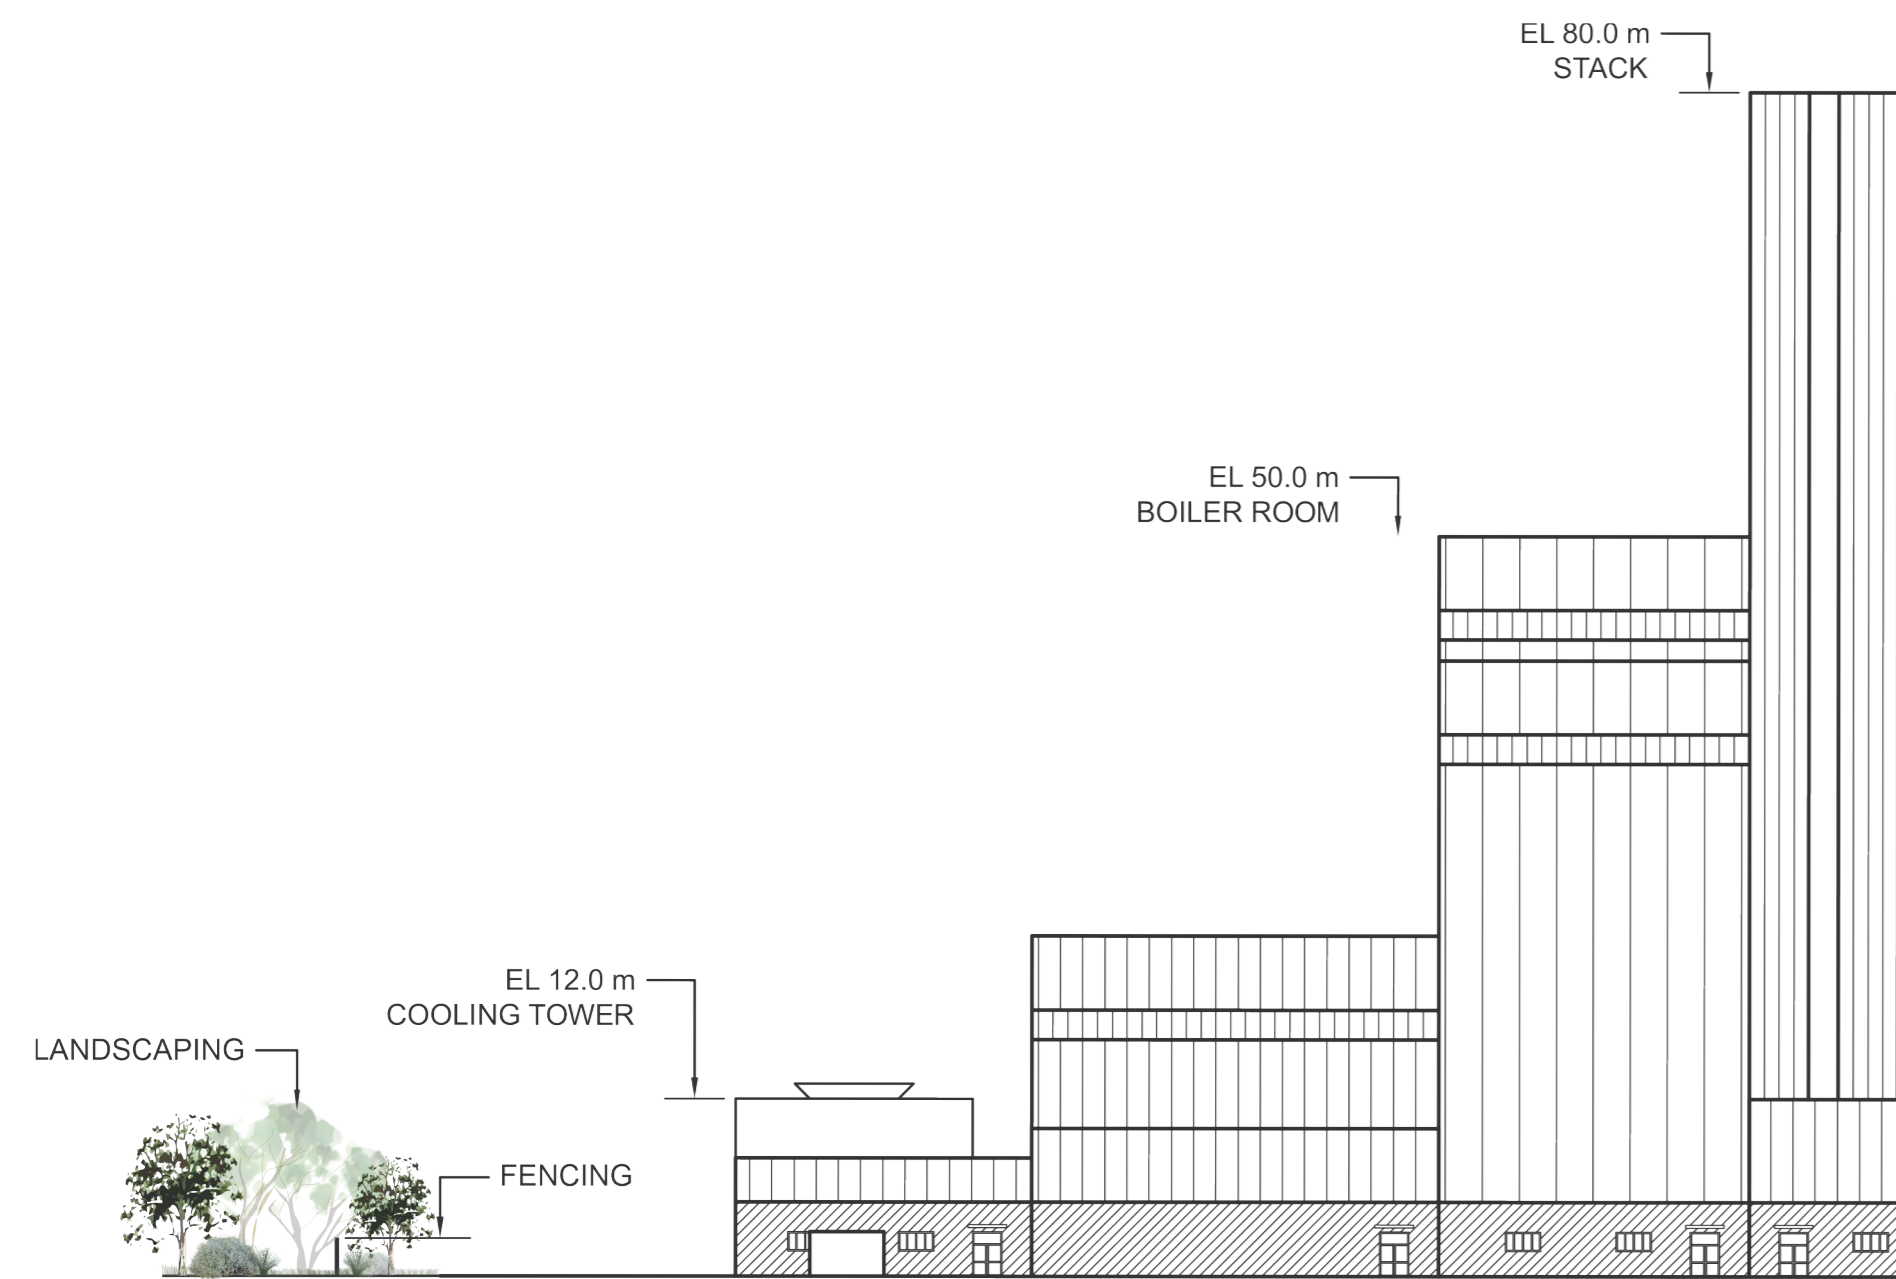 EL 80.0 m
STACK
EL 50.0 m
BOILER ROOM
EL 12.0 m
COOLING TOWER
LANDSCAPING
FENCING